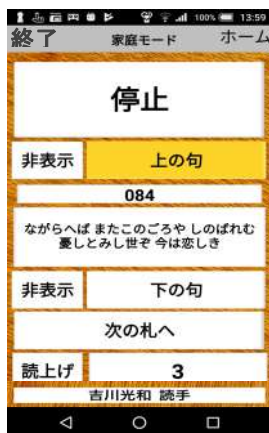 100% 13:59
終了 家庭モード ホーム
停止
非表示 上の句
084
ながらへば またこのごろや しのばれむ
憂しとみし世ぞ 今は恋しき
非表示 下の句
次の札へ
読上げ 3
吉川光和 読手